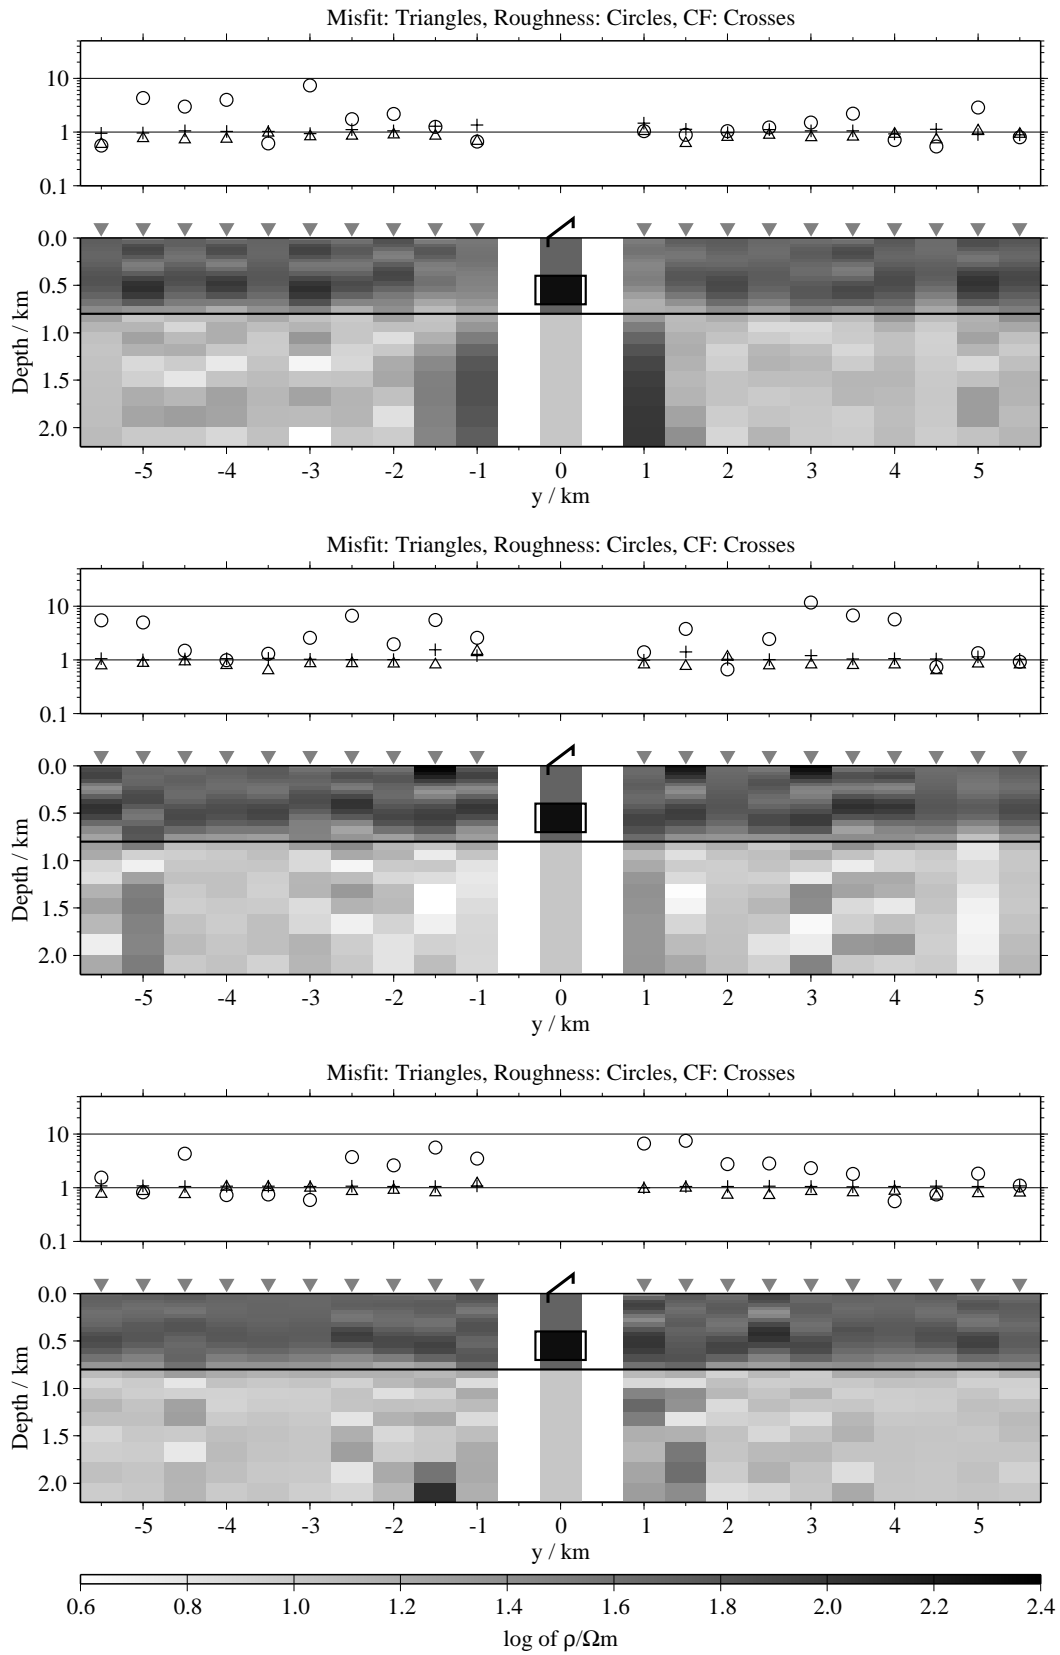 Misfit: Triangles, Roughness: Circles, CF: Crosses
10
1
0.1
0.0
0.5
1.0
1.5
2.0
Depth / km
-5 -4 -3 -2 -1 0 1 2 3 4 5
y / km
Misfit: Triangles, Roughness: Circles, CF: Crosses
10
1
0.1
0.0
0.5
1.0
1.5
2.0
Depth / km
-5 -4 -3 -2 -1 0 1 2 3 4 5
y / km
Misfit: Triangles, Roughness: Circles, CF: Crosses
10
1
0.1
0.0
0.5
1.0
1.5
2.0
Depth / km
-5 -4 -3 -2 -1 0 1 2 3 4 5
y / km
0.6 0.8 1.0 1.2 1.4 1.6 1.8 2.0 2.2 2.4
log of ρ/Ωm